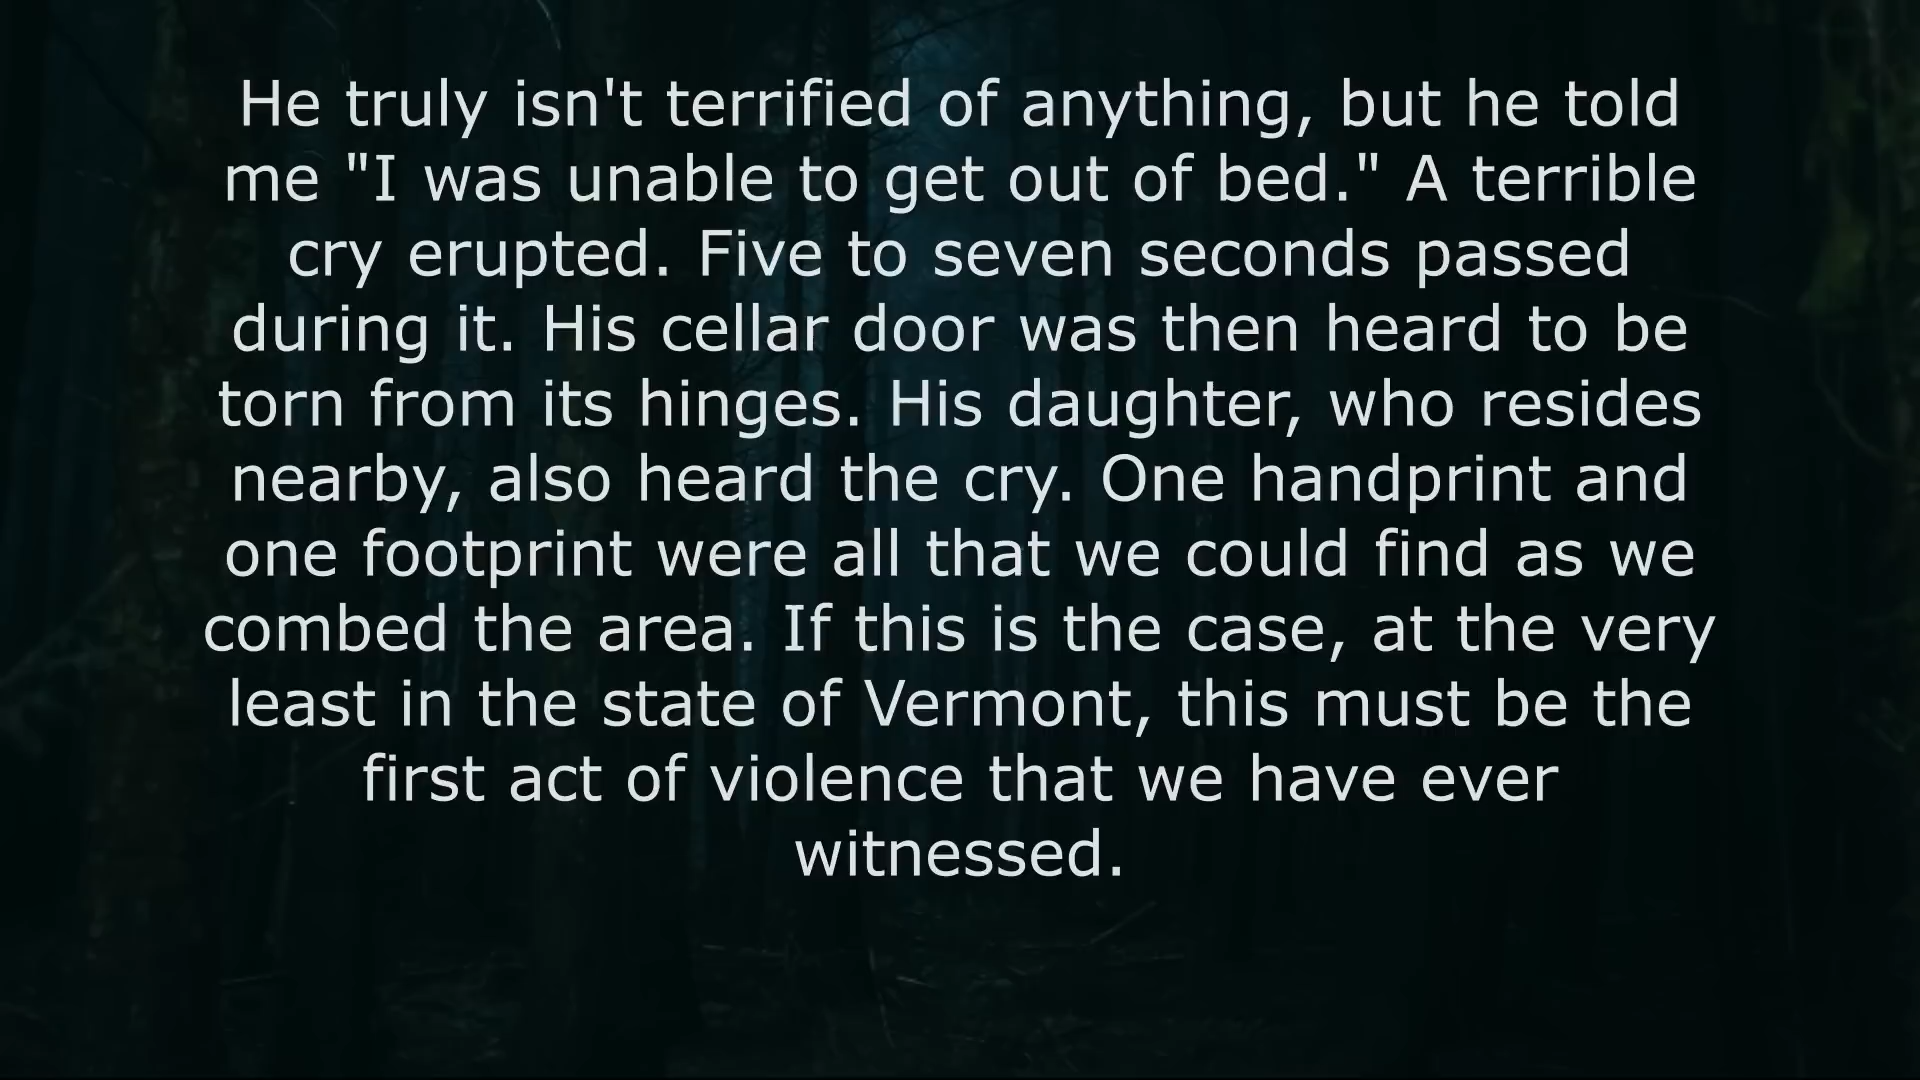 He truly isn't terrified of anything, but he told
me "I was unable to get out of bed." A terrible
cry erupted. Five to seven seconds passed
during it. His cellar door was then heard to be
torn from its hinges. His daughter, who resides
nearby, also heard the cry. One handprint and
one footprint were all that we could find as we
combed the area. If this is the case, at the very
least in the state of Vermont, this must be the
first act of violence that we have ever
witnessed.